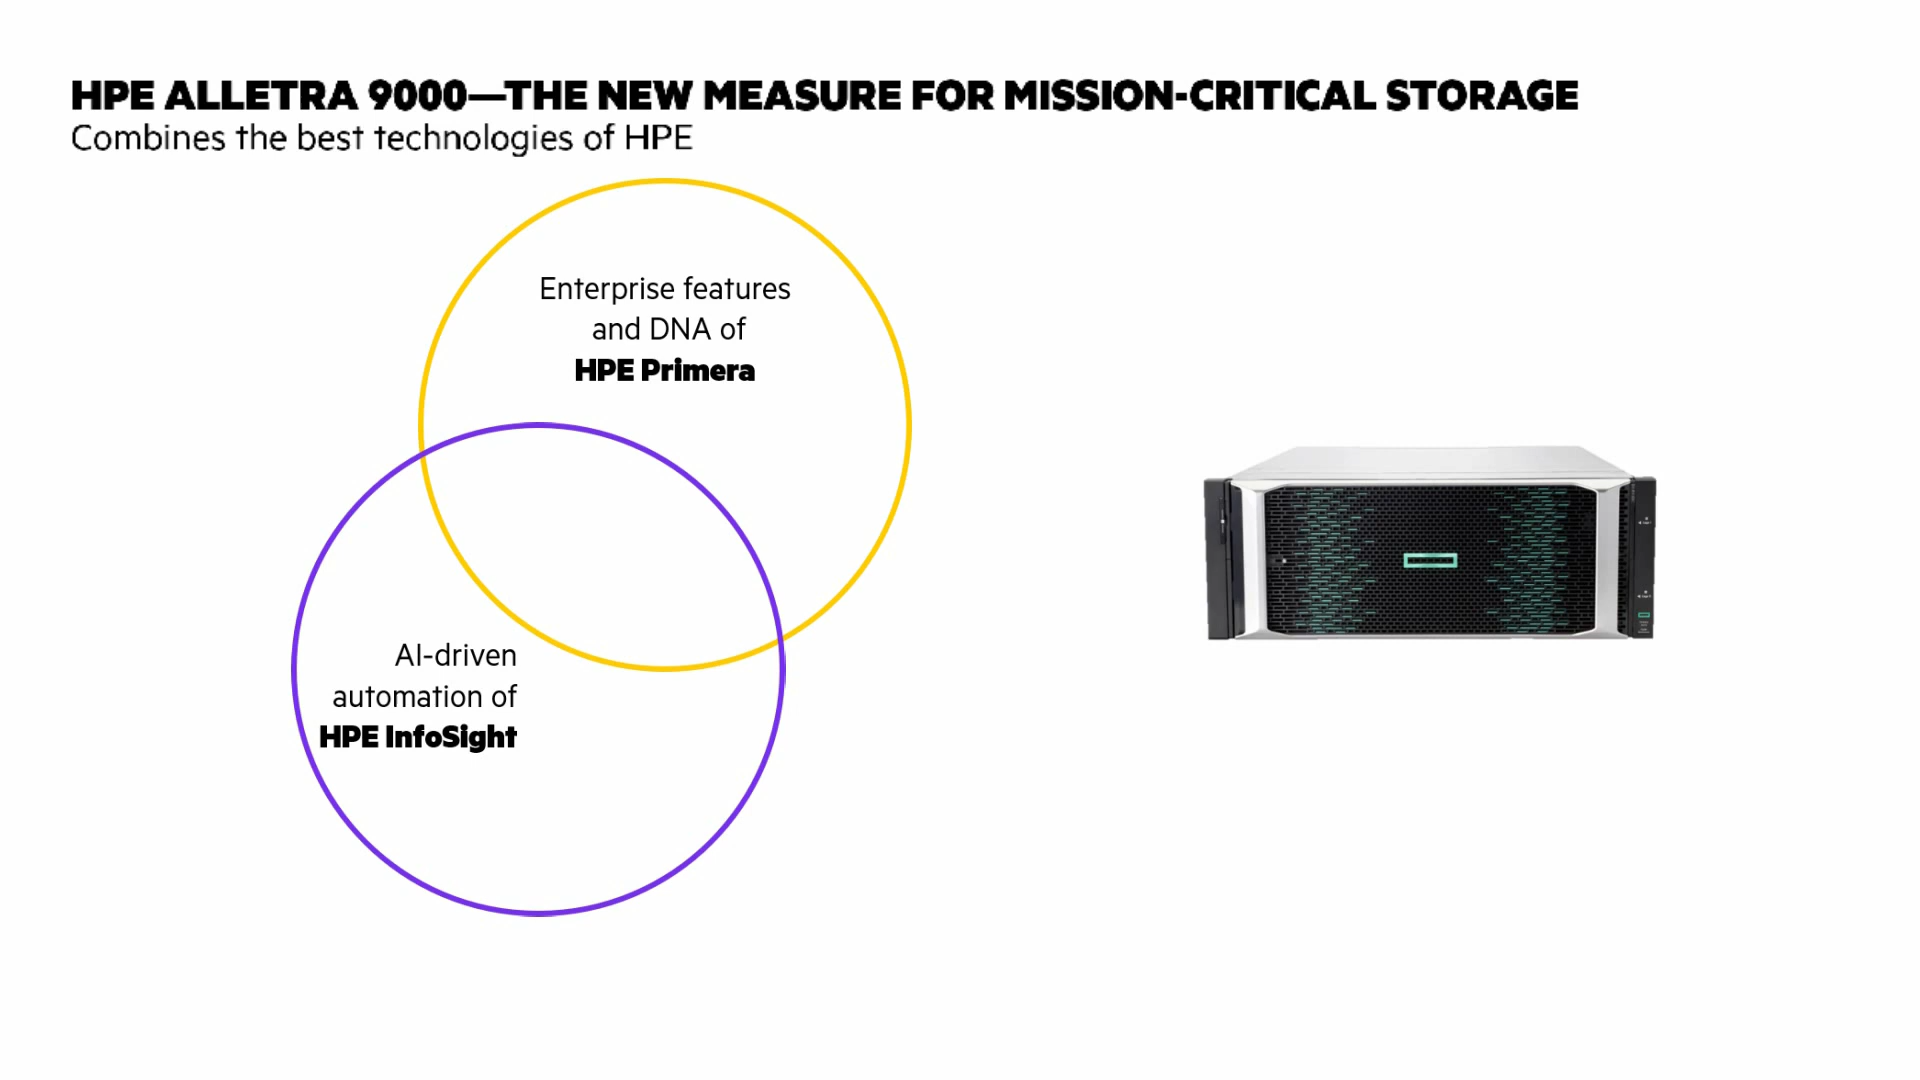 HPE ALLETRA 9000—THE NEW MEASURE FOR MISSION-CRITICAL STORAGE
Combines the best technologies of HPE
Enterprise features
and DNA of
HPE Primera
AI-driven
automation of
HPE InfoSight